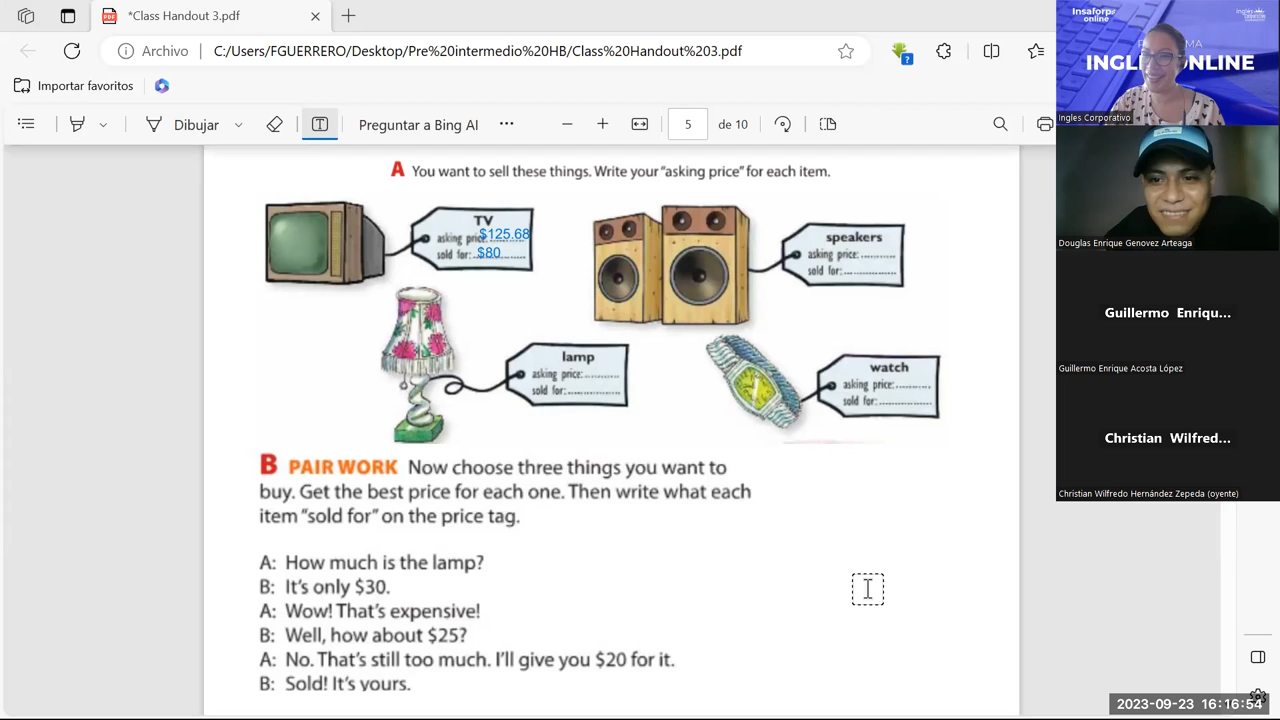 *Class Handout 3.pdf
Archivo
C:/Users/FGUERRERO/Desktop/Pre%20intermedio%20HB/Class%20Handout%203.pdf
Importar favoritos
Dibujar
Preguntar a Bing AI
5
de 10
A You want to sell these things. Write your "asking price" for each item.
TV
asking price: $125.68
sold for: $80
speakers
asking price:
sold for:
lamp
asking price:
sold for:
watch
asking price:
sold for:
B PAIR WORK Now choose three things you want to
buy. Get the best price for each one. Then write what each
item "sold for" on the price tag.
A: How much is the lamp?
B: It's only $30.
A: Wow! That's expensive!
B: Well, how about $25?
A: No. That's still too much. I'll give you $20 for it.
B: Sold! It's yours.
Insaforp
online
Ingles Corporativo
Douglas Enrique Genovez Arteaga
Guillermo Enriqu...
Guillermo Enrique Acosta López
Christian Wilfred...
Christian Wilfredo Hernández Zepeda (oyente)
2023-09-23 16:16:54